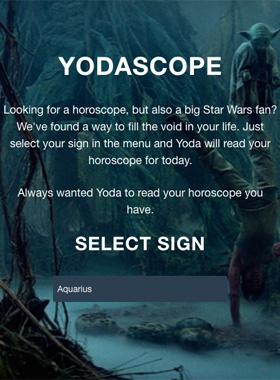 YODASCOPE
Looking for a horoscope, but also a big Star Wars fan?
We've found a way to fill the void in your life. Just
select your sign in the menu and Yoda will read your
horoscope for today.
Always wanted Yoda to read your horoscope you
have.
SELECT SIGN
Aquarius